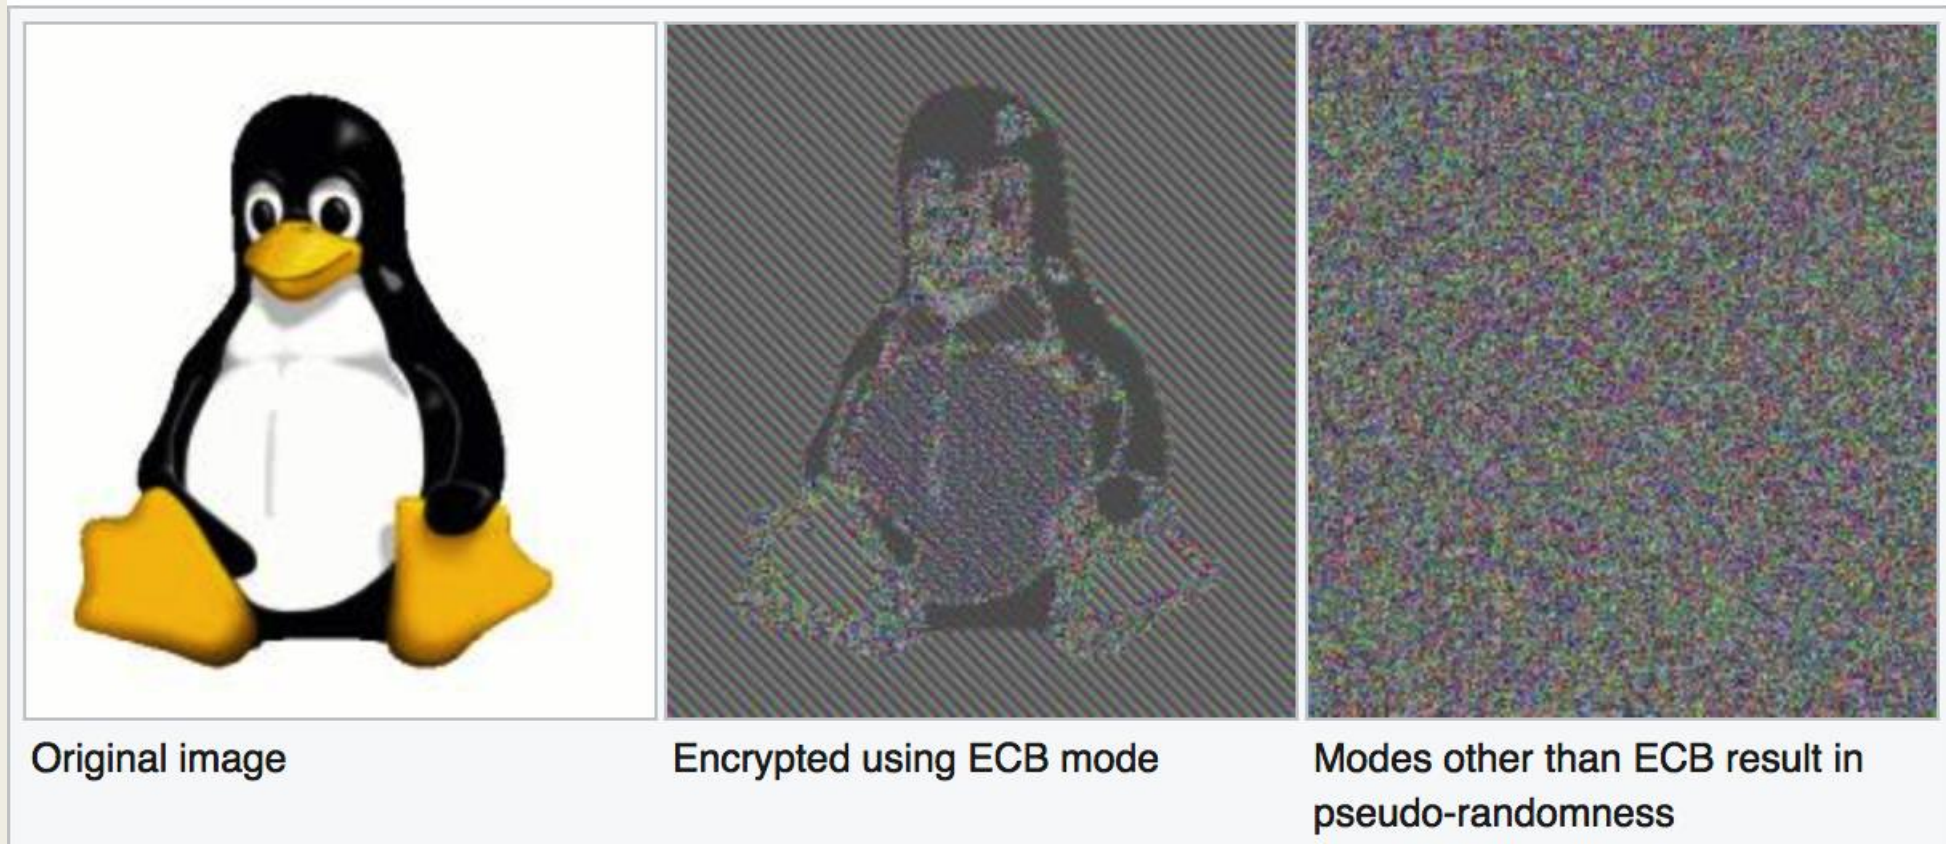 Original image
Encrypted using ECB mode
Modes other than ECB result in
pseudo-randomness